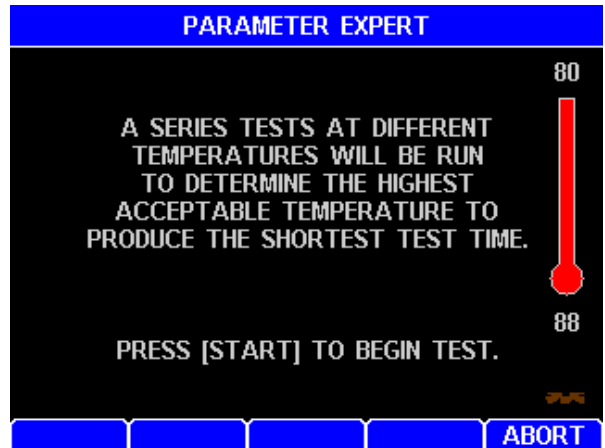 PARAMETER EXPERT
80
A SERIES TESTS AT DIFFERENT
TEMPERATURES WILL BE RUN
TO DETERMINE THE HIGHEST
ACCEPTABLE TEMPERATURE TO
PRODUCE THE SHORTEST TEST TIME.
88
PRESS [START] TO BEGIN TEST.
ABORT